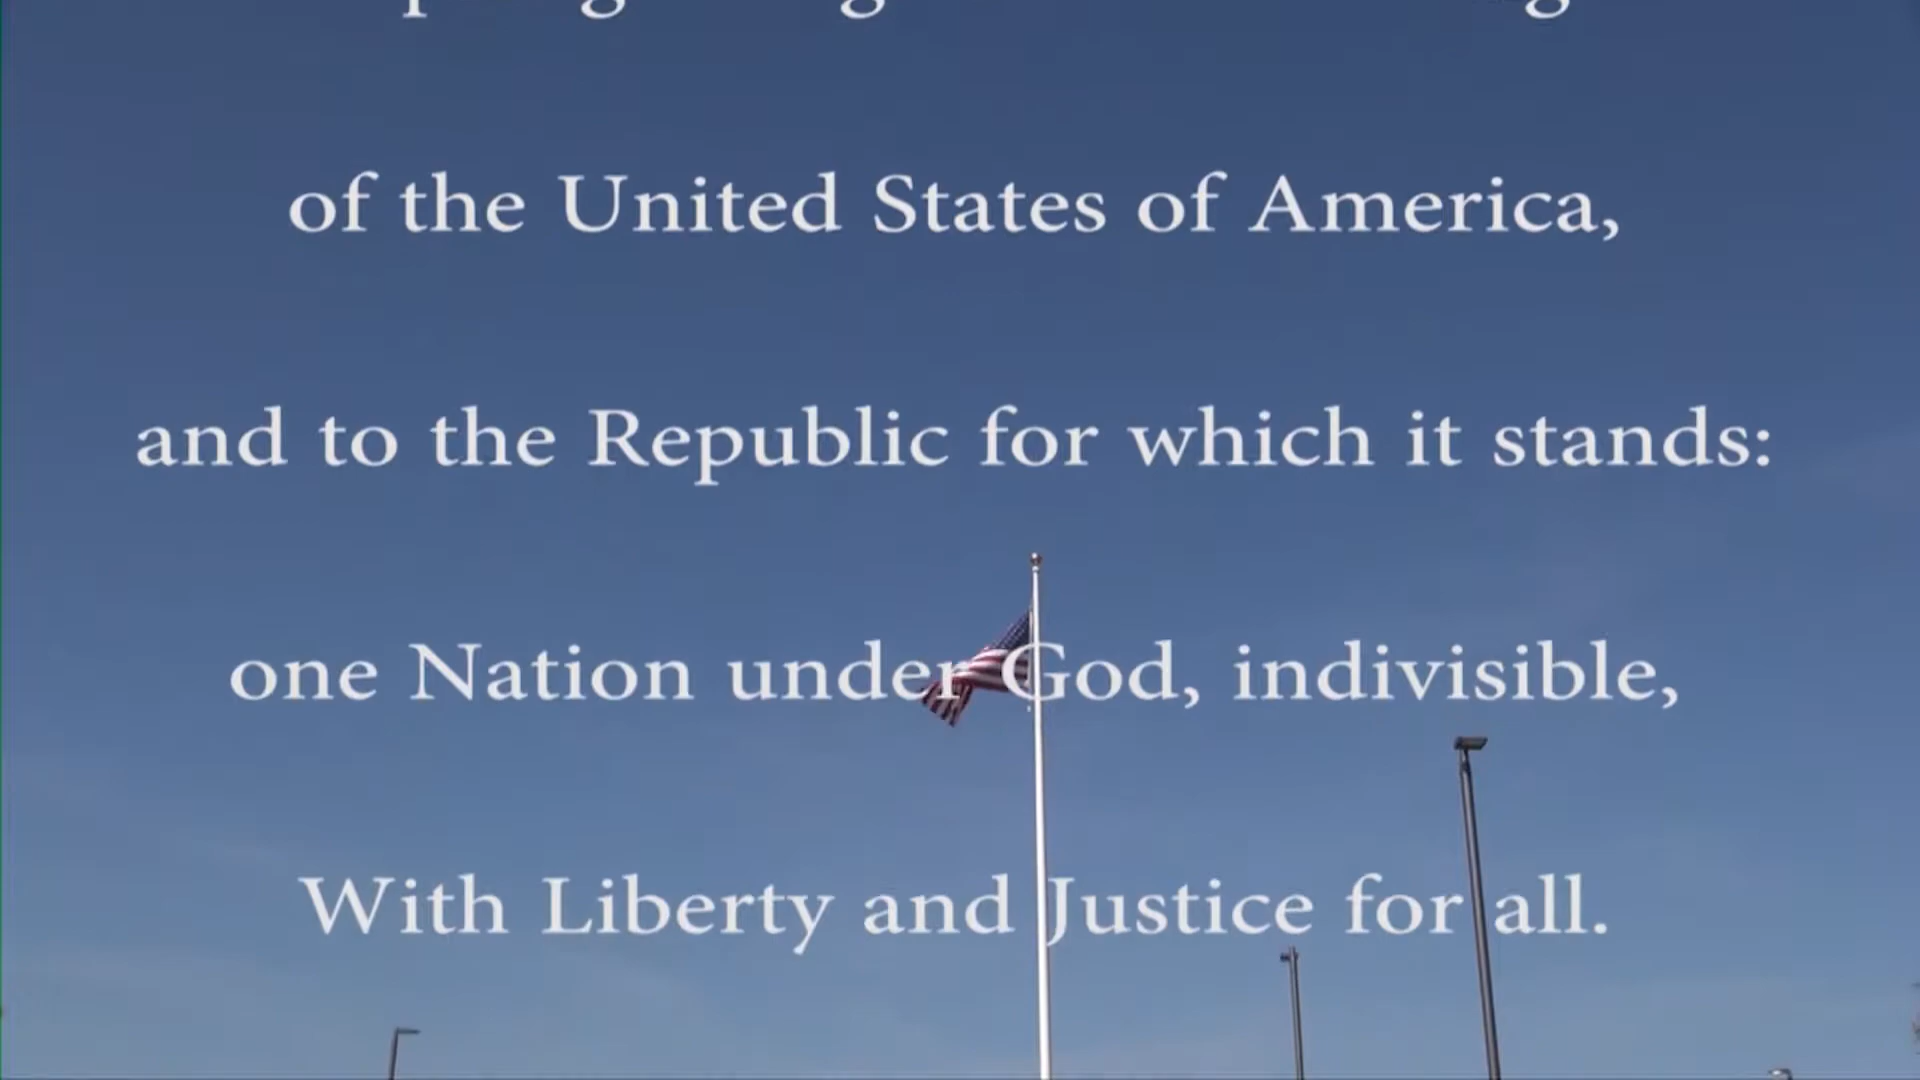 of the United States of America,
and to the Republic for which it stands:
one Nation under God, indivisible,
With Liberty and Justice for all.